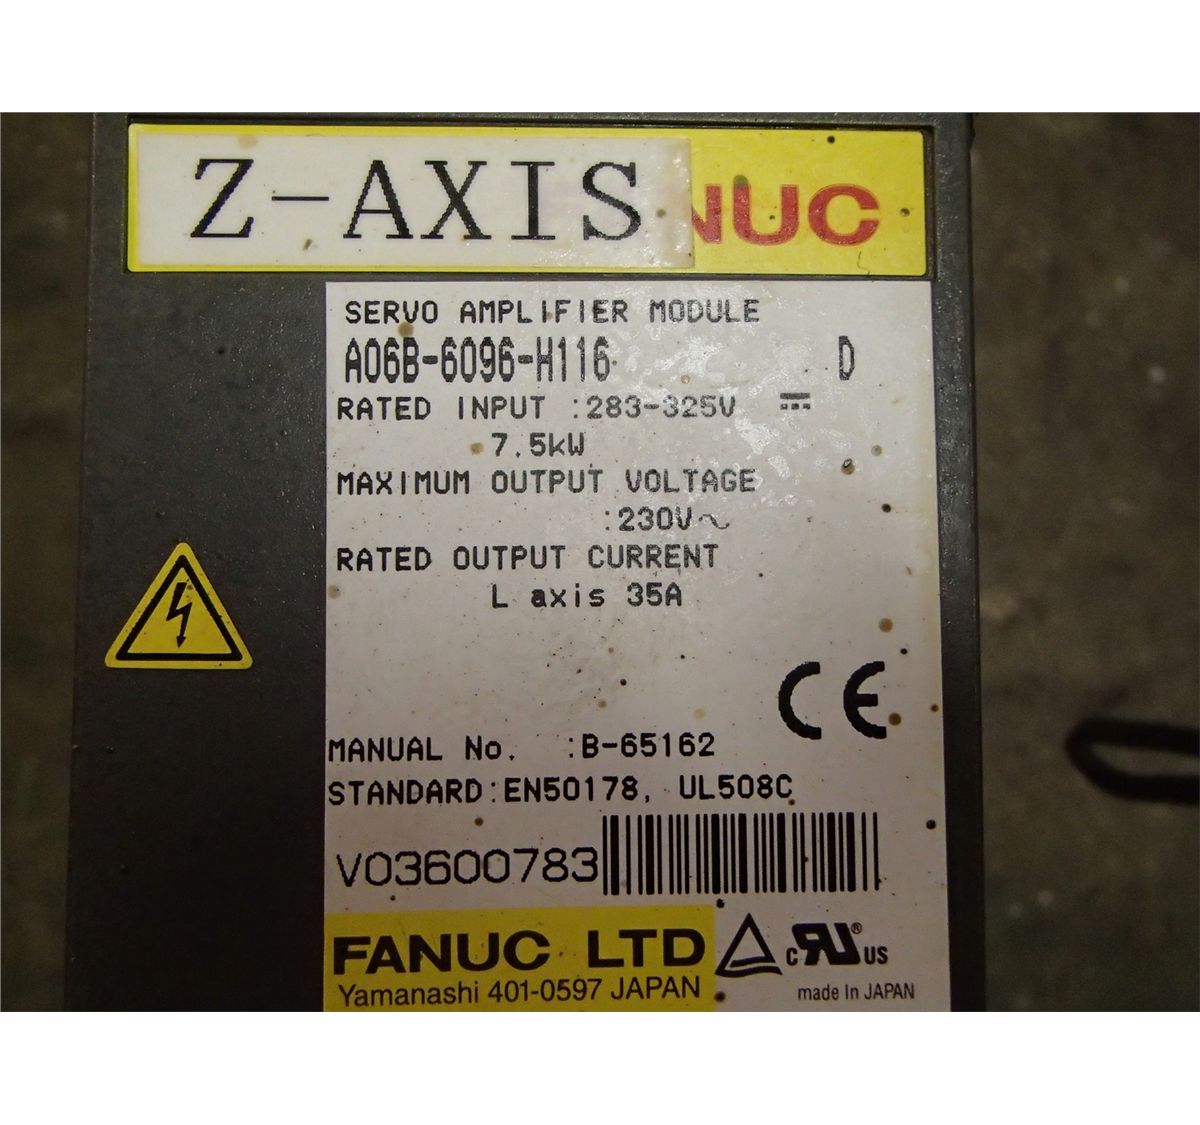 Z-AXIS NUC
SERVO AMPLIFIER MODULE
A06B-6096-H116 D
RATED INPUT :283-325V ⎓
7.5kW
MAXIMUM OUTPUT VOLTAGE
:230V~
RATED OUTPUT CURRENT
L axis 35A
CE
MANUAL No. :B-65162
STANDARD:EN50178, UL508C
V03600783
FANUC LTD
Yamanashi 401-0597 JAPAN
c RU ® US
made In JAPAN